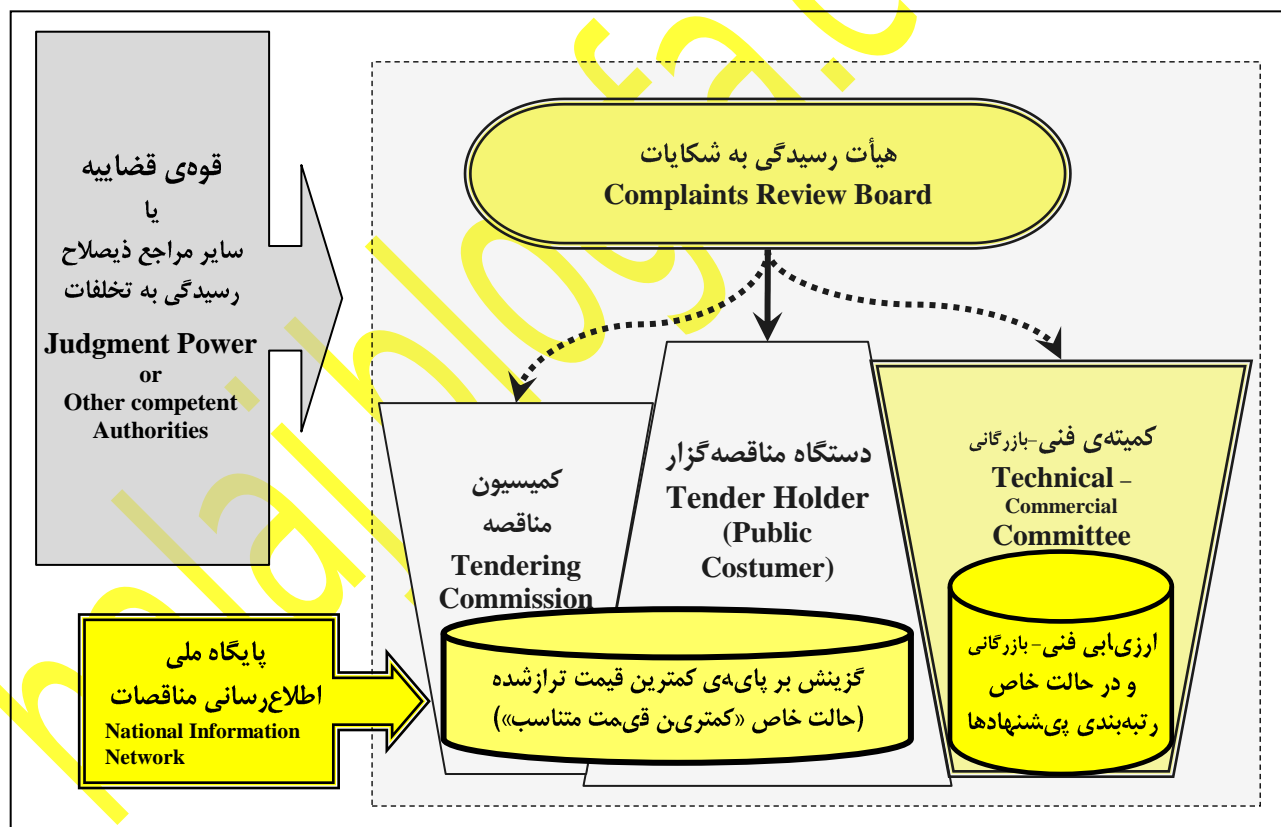 هیأت رسیدگی به شکایات
Complaints Review Board
قوه‌ی قضاییه
یا
سایر مراجع ذیصلاح
رسیدگی به تخلفات
Judgment Power
or
Other competent
Authorities
دستگاه مناقصه‌گزار
Tender Holder
(Public
Costumer)
کمیسیون
مناقصه
Tendering
Commission
کمیته‌ی فنی-بازرگانی
Technical –
Commercial
Committee
ارزیابی فنی- بازرگانی
و در حالت خاص
رتبه‌بندی پیشنهادها
گزینش بر پایه‌ی کمترین قیمت ترازشده
(حالت خاص «کمترین قیمت متناسب»)
پایگاه ملی
اطلاع‌رسانی مناقصات
National Information
Network